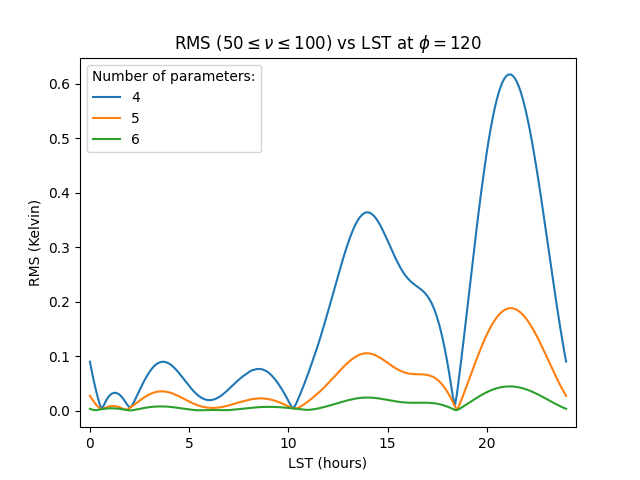 RMS (50 ≤ ν ≤ 100) vs LST at ϕ = 120
Number of parameters:
4
5
6
0.6
0.5
0.4
0.3
0.2
0.1
0.0
RMS (Kelvin)
0 5 10 15 20
LST (hours)